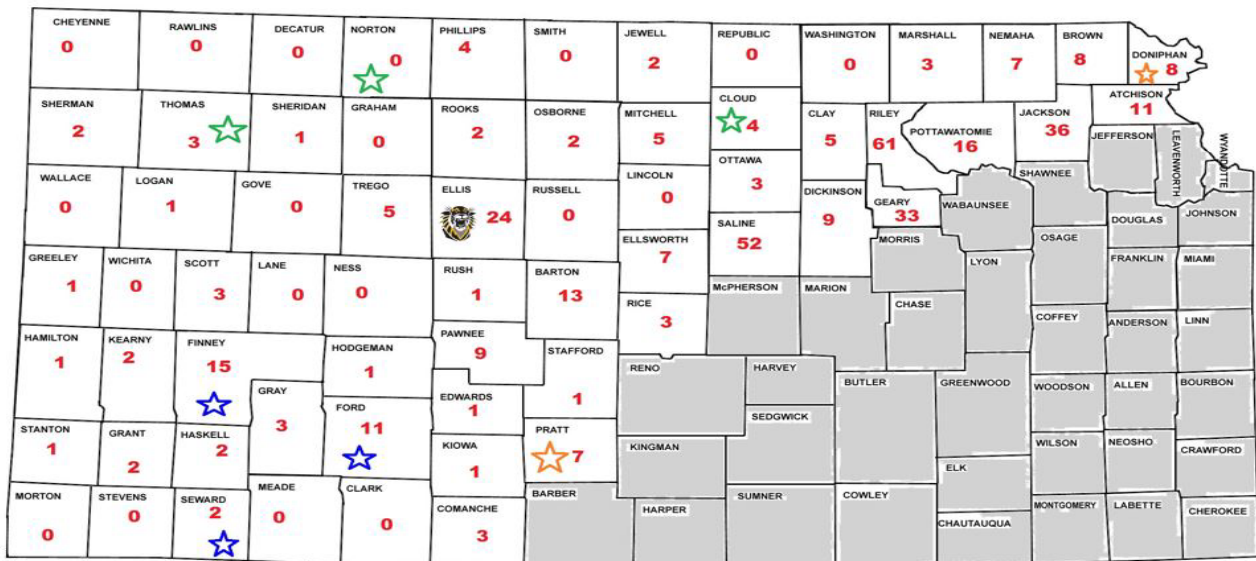 CHEYENNE
0
RAWLINS
0
DECATUR
0
NORTON
0
PHILLIPS
4
SMITH
0
JEWELL
2
REPUBLIC
0
WASHINGTON
0
MARSHALL
3
NEMAHA
7
BROWN
8
DONIPHAN
8
SHERMAN
2
THOMAS
3
SHERIDAN
1
GRAHAM
0
ROOKS
2
OSBORNE
2
MITCHELL
5
CLOUD
4
CLAY
5
RILEY
61
POTTAWATOMIE
16
JACKSON
36
ATCHISON
11
JEFFERSON
LEAVENWORTH
WYANDOTTE
WALLACE
0
LOGAN
1
GOVE
0
TREGO
5
ELLIS
24
RUSSELL
0
LINCOLN
0
OTTAWA
3
DICKINSON
9
GEARY
33
WABAUNSEE
SHAWNEE
DOUGLAS
JOHNSON
GREELEY
1
WICHITA
0
SCOTT
3
LANE
0
NESS
0
RUSH
1
BARTON
13
ELLSWORTH
7
SALINE
52
MORRIS
LYON
OSAGE
FRANKLIN
MIAMI
RICE
3
McPHERSON
MARION
CHASE
COFFEY
ANDERSON
LINN
HAMILTON
1
KEARNY
2
FINNEY
15
HODGEMAN
1
PAWNEE
9
STAFFORD
1
RENO
HARVEY
BUTLER
GREENWOOD
WOODSON
ALLEN
BOURBON
GRAY
3
FORD
11
EDWARDS
1
SEDGWICK
STANTON
1
GRANT
2
HASKELL
2
KIOWA
1
PRATT
7
KINGMAN
ELK
WILSON
NEOSHO
CRAWFORD
MORTON
0
STEVENS
0
SEWARD
2
MEADE
0
CLARK
0
COMANCHE
3
BARBER
HARPER
SUMNER
COWLEY
CHAUTAUQUA
MONTGOMERY
LABETTE
CHEROKEE